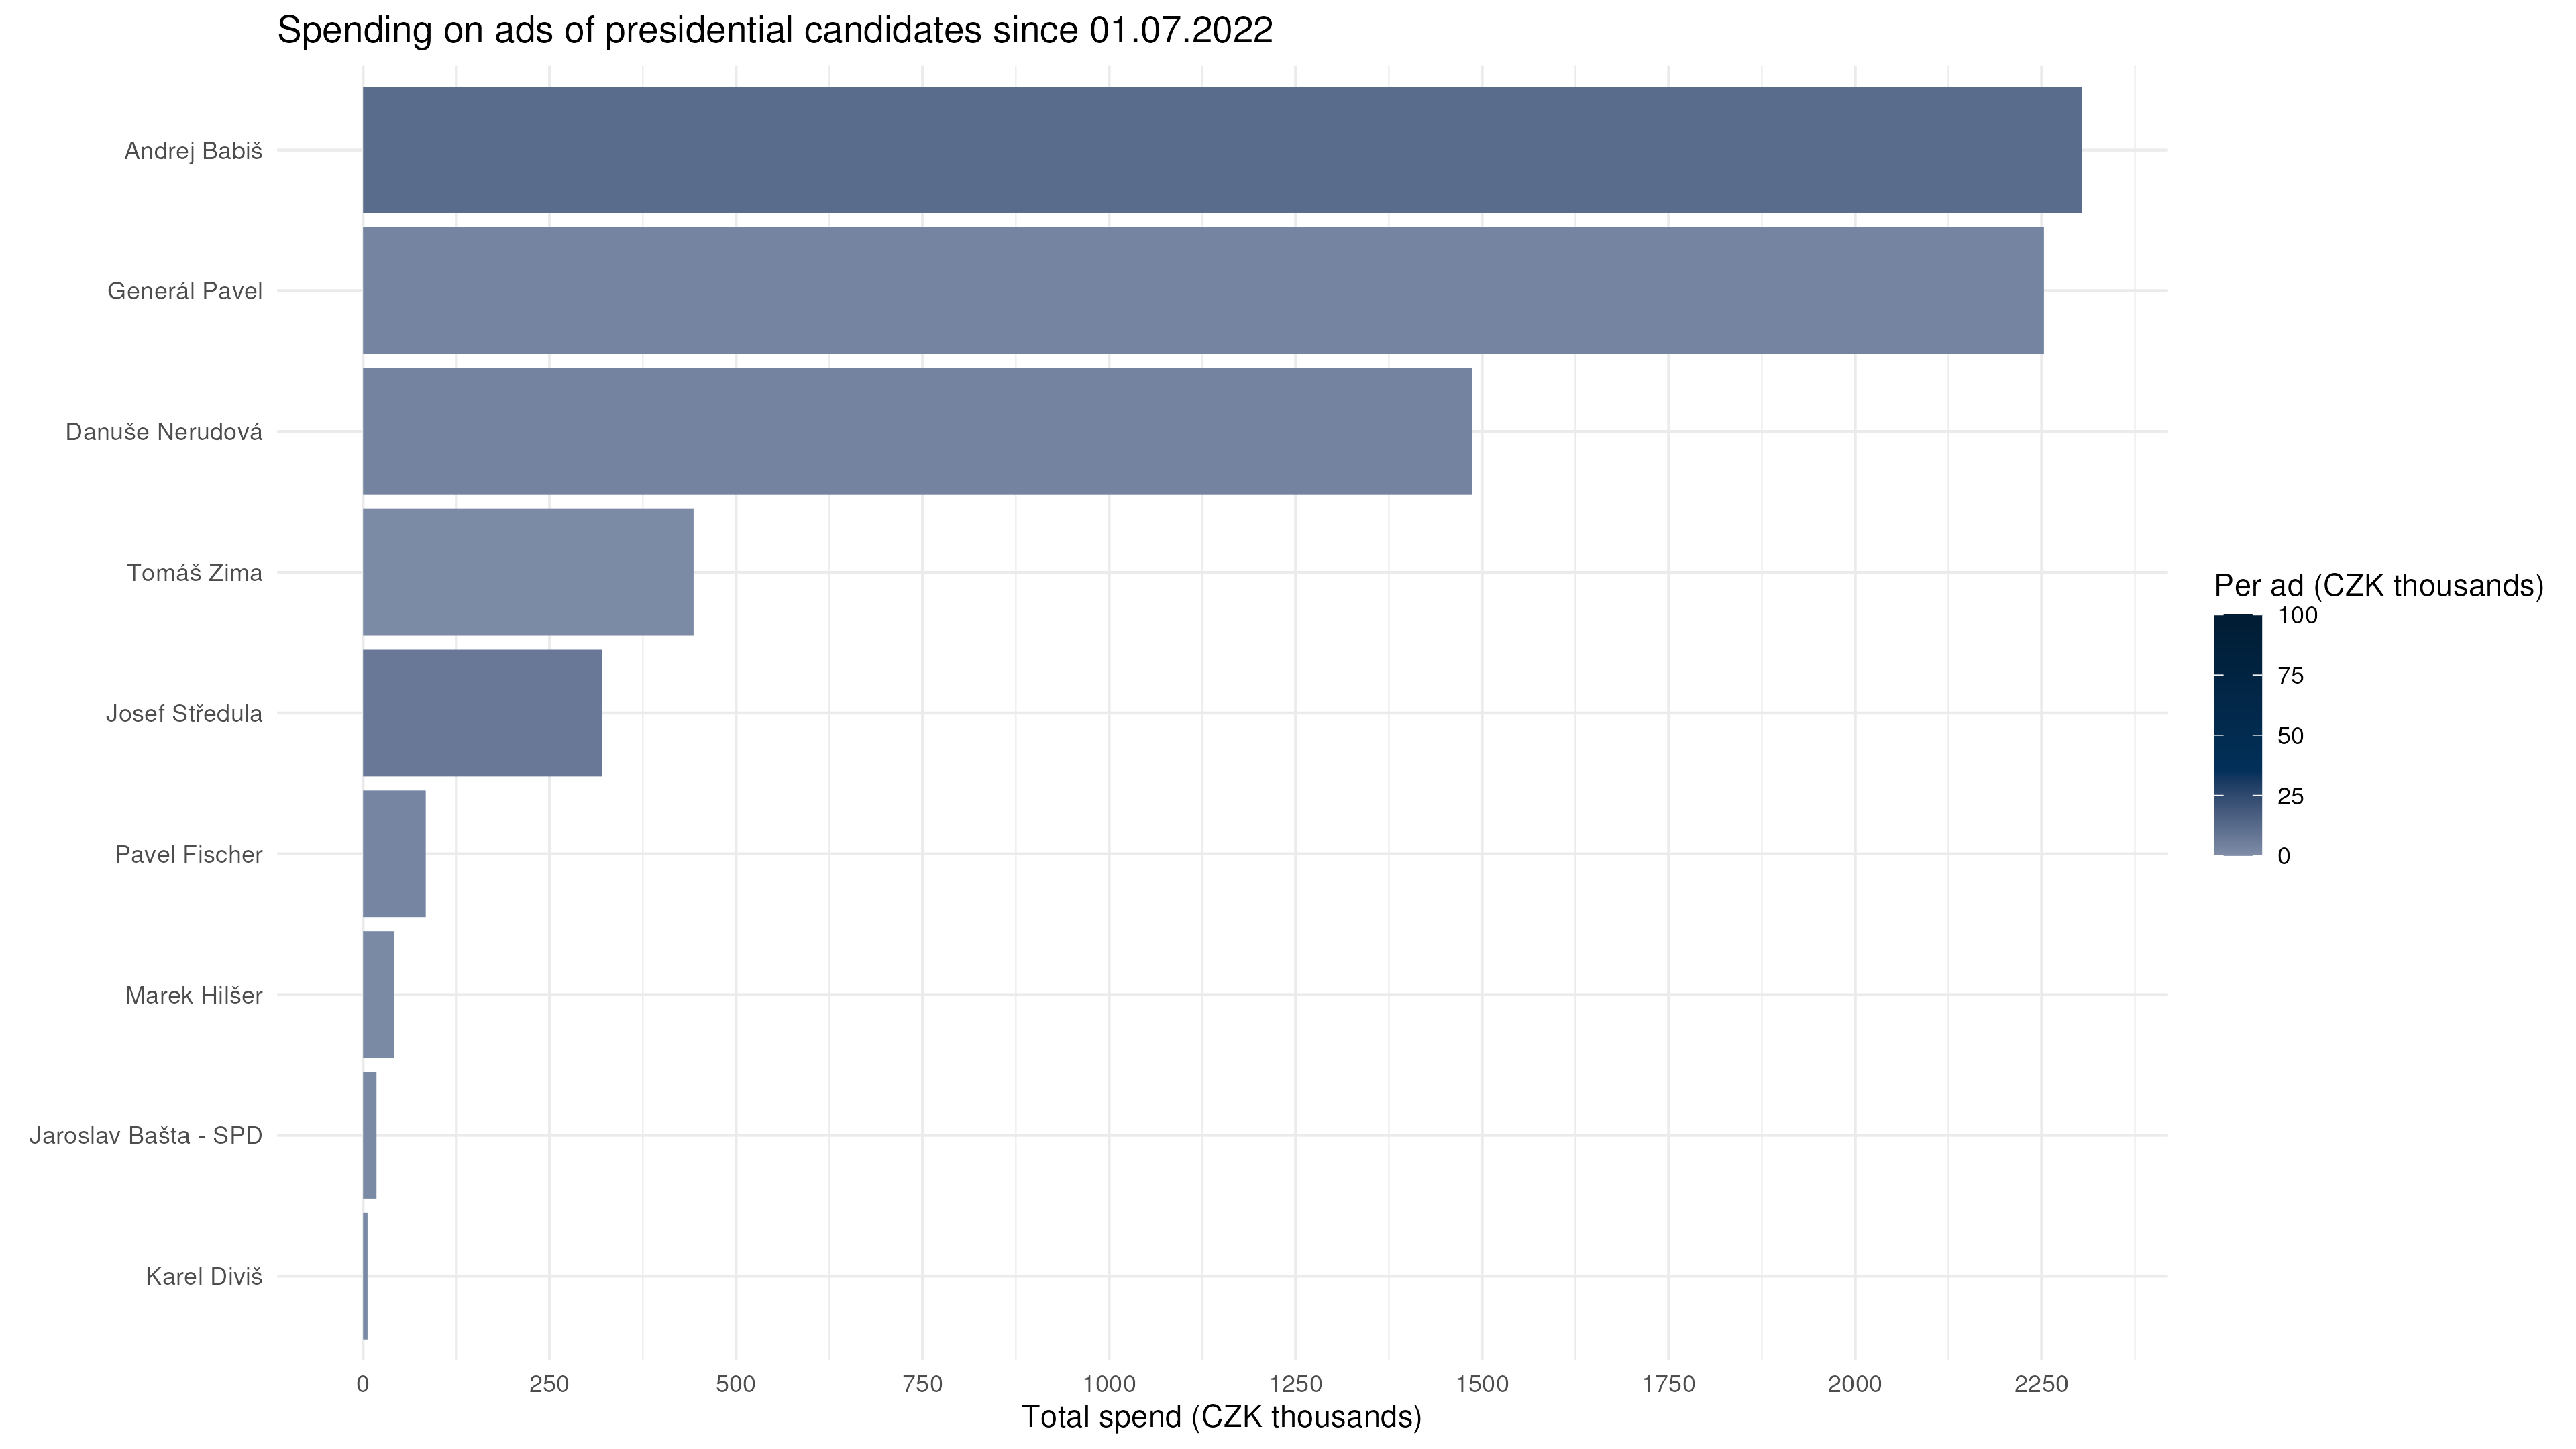 Spending on ads of presidential candidates since 01.07.2022
Andrej Babiš
Generál Pavel
Danuše Nerudová
Tomáš Zima
Josef Středula
Pavel Fischer
Marek Hilšer
Jaroslav Bašta - SPD
Karel Diviš
0 250 500 750 1000 1250 1500 1750 2000 2250
Total spend (CZK thousands)
Per ad (CZK thousands)
100
75
50
25
0